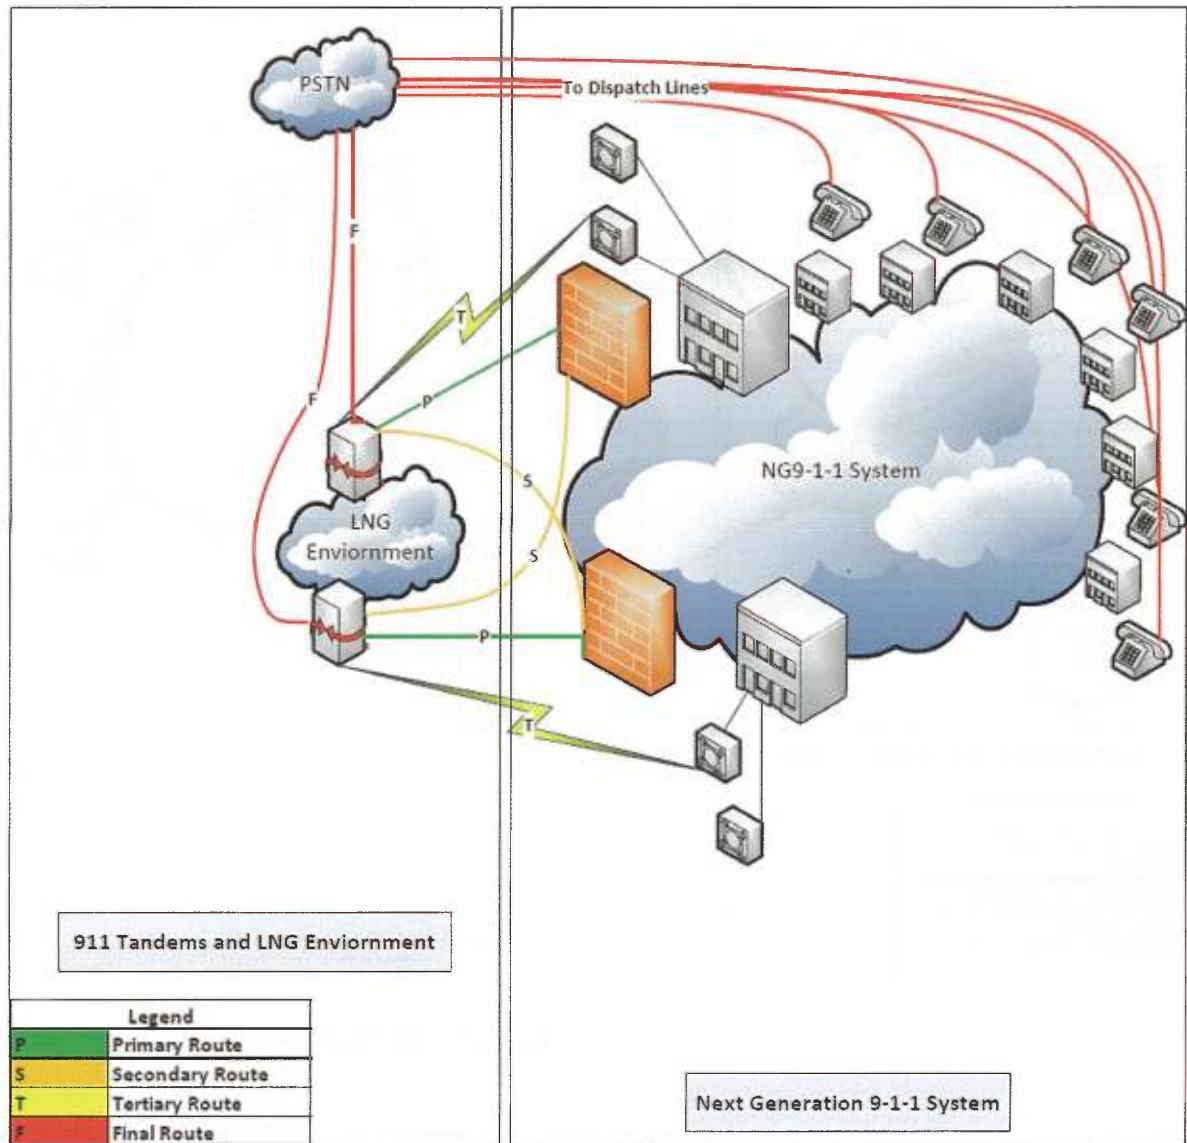 PSTN
To Dispatch Lines
F
T
F
P
S
NG9-1-1 System
LNG
Enviornment
S
P
T
911 Tandems and LNG Enviornment
Legend
P Primary Route
S Secondary Route
T Tertiary Route
F Final Route
Next Generation 9-1-1 System